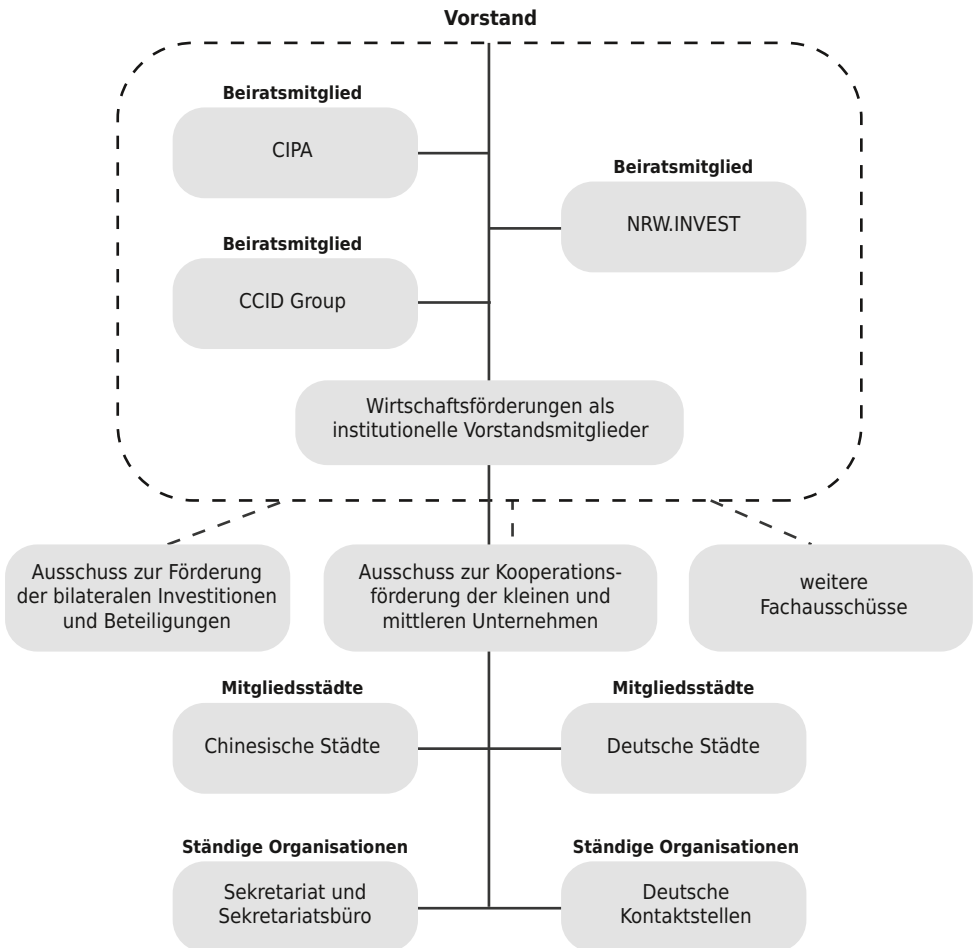 Vorstand
Beiratsmitglied
CIPA
Beiratsmitglied
NRW.INVEST
Beiratsmitglied
CCID Group
Wirtschaftsförderungen als
institutionelle Vorstandsmitglieder
Ausschuss zur Förderung
der bilateralen Investitionen
und Beteiligungen
Ausschuss zur Kooperations-
förderung der kleinen und
mittleren Unternehmen
weitere
Fachausschüsse
Mitgliedsstädte
Chinesische Städte
Mitgliedsstädte
Deutsche Städte
Ständige Organisationen
Sekretariat und
Sekretariatsbüro
Ständige Organisationen
Deutsche
Kontaktstellen